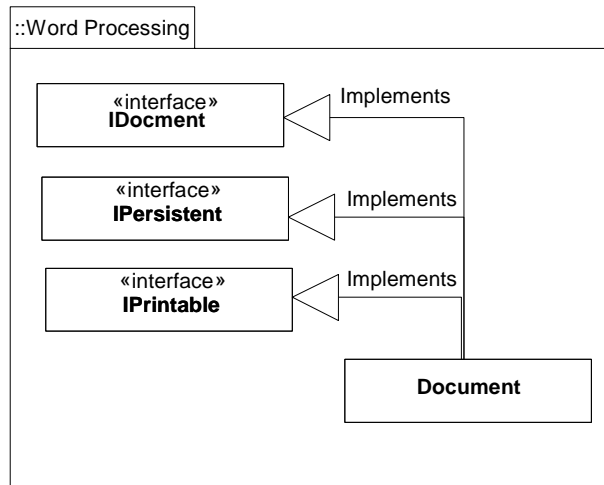 ::Word Processing
«interface»
IDocment
Implements
«interface»
IPersistent
Implements
«interface»
IPrintable
Implements
Document